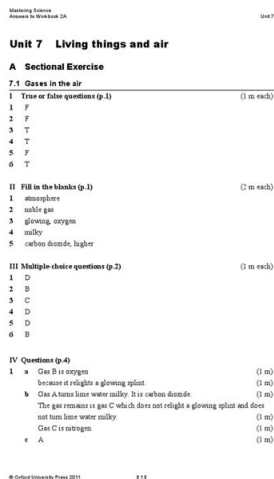 Mastering Science
Answers to Workbook 2A Unit 7
Unit 7 Living things and air
A Sectional Exercise
7.1 Gases in the air
I True or false questions (p.1) (1 m each)
1 F
2 F
3 T
4 T
5 F
6 T
II Fill in the blanks (p.1) (2 m each)
1 atmosphere
2 noble gas
3 glowing, oxygen
4 milky
5 carbon dioxide, higher
III Multiple-choice questions (p.2) (1 m each)
1 D
2 B
3 C
4 D
5 D
6 B
IV Questions (p.4)
1 a Gas B is oxygen (1 m)
because it relights a glowing splint. (1 m)
b Gas A turns lime water milky. It is carbon dioxide. (1 m)
The gas remains is gas C which does not relight a glowing splint and does
not turn lime water milky. (1 m)
Gas C is nitrogen. (1 m)
c A (1 m)
© Oxford University Press 2011